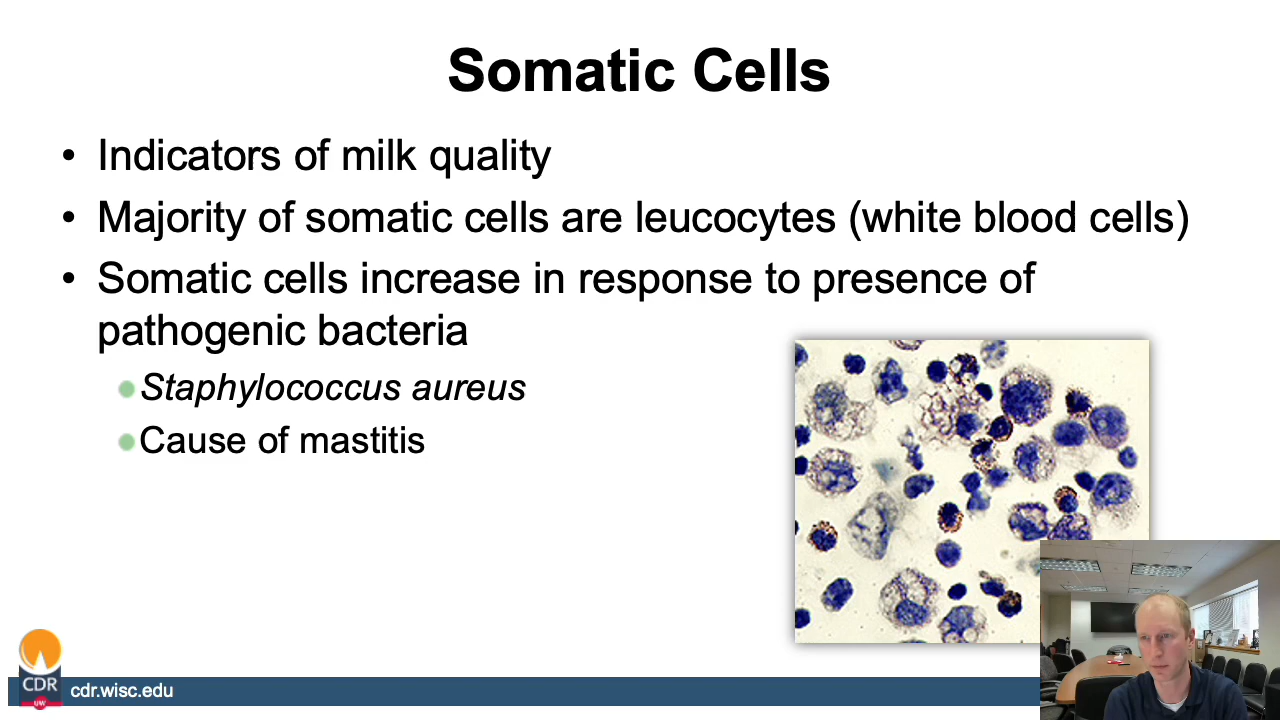 Somatic Cells
• Indicators of milk quality
• Majority of somatic cells are leucocytes (white blood cells)
• Somatic cells increase in response to presence of
pathogenic bacteria
Staphylococcus aureus
Cause of mastitis
CDR
UW
cdr.wisc.edu